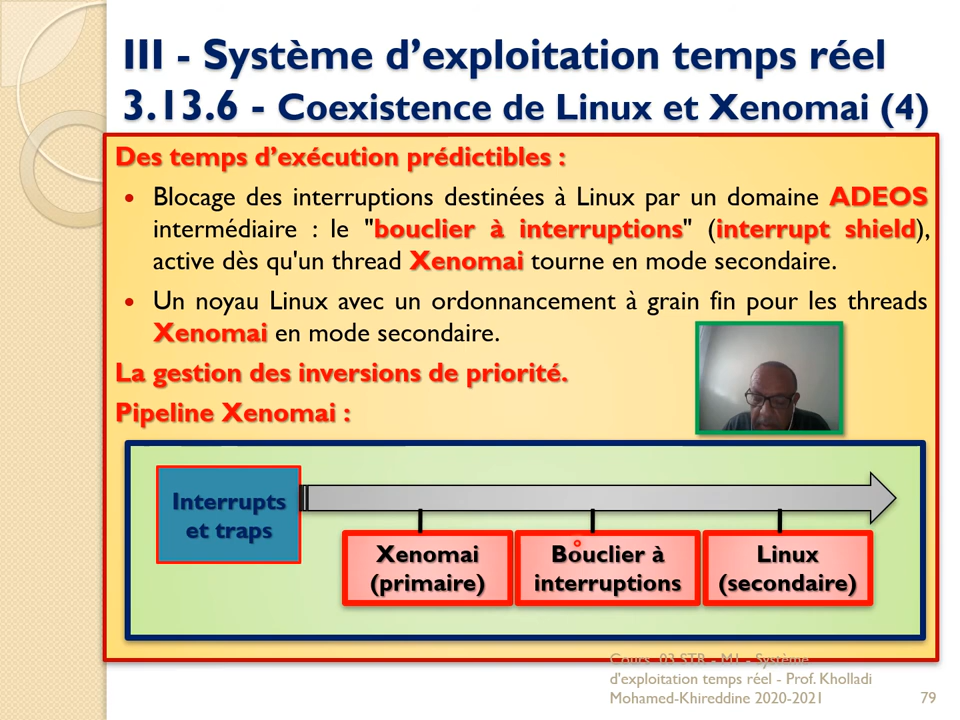 III - Système d'exploitation temps réel
3.13.6 - Coexistence de Linux et Xenomai (4)
Des temps d'exécution prédictibles :
• Blocage des interruptions destinées à Linux par un domaine ADEOS
intermédiaire : le "bouclier à interruptions" (interrupt shield),
active dès qu'un thread Xenomai tourne en mode secondaire.
• Un noyau Linux avec un ordonnancement à grain fin pour les threads
Xenomai en mode secondaire.
La gestion des inversions de priorité.
Pipeline Xenomai :
Interrupts
et traps
Xenomai
(primaire)
Bouclier à
interruptions
Linux
(secondaire)
Cours 03 STR - M1 - Système
d'exploitation temps réel - Prof. Kholladi
Mohamed-Khireddine 2020-2021
79